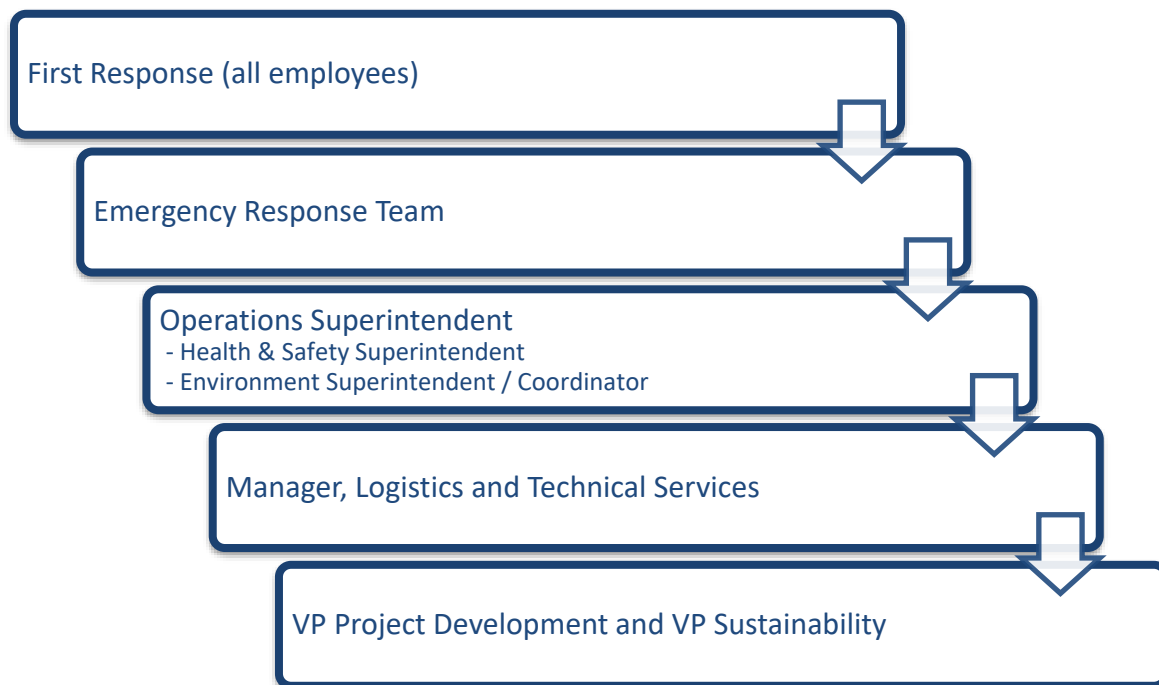 First Response (all employees)
Emergency Response Team
Operations Superintendent
- Health & Safety Superintendent
- Environment Superintendent / Coordinator
Manager, Logistics and Technical Services
VP Project Development and VP Sustainability